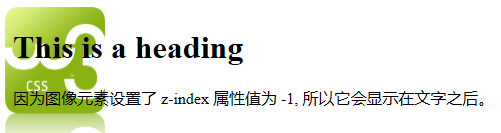 This is a heading
CSS
因为图像元素设置了 z-index 属性值为 -1, 所以它会显示在文字之后。